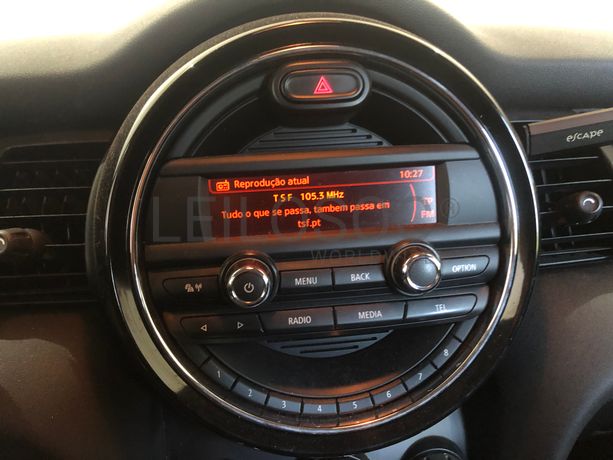 escape
Reprodução atual 10:27
TSF 105.3 MHz
TP
Tudo o que se passa, tambem passa em
FM
tsf.pt
LEILOSOC®
WORLDWIDE
MENU BACK OPTION
RADIO MEDIA TEL
1 2 3 4 5 6 7 8